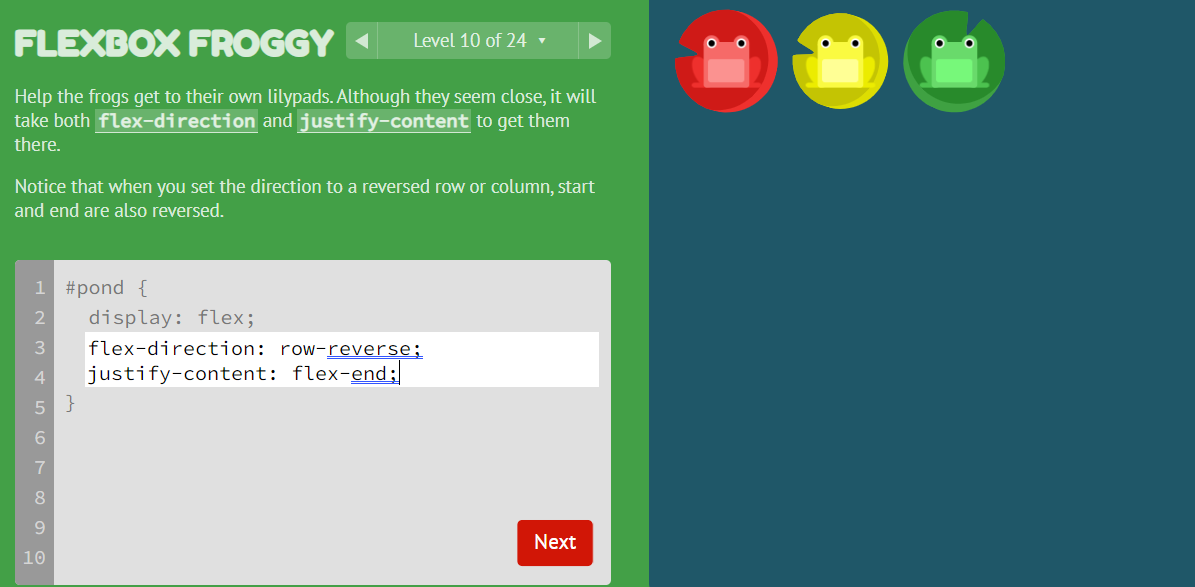 FLEXBOX FROGGY
Level 10 of 24
Help the frogs get to their own lilypads. Although they seem close, it will
take both flex-direction and justify-content to get them
there.
Notice that when you set the direction to a reversed row or column, start
and end are also reversed.
1 #pond {
2 display: flex;
3 flex-direction: row-reverse;
4 justify-content: flex-end;
5 }
6
7
8
9
10
Next